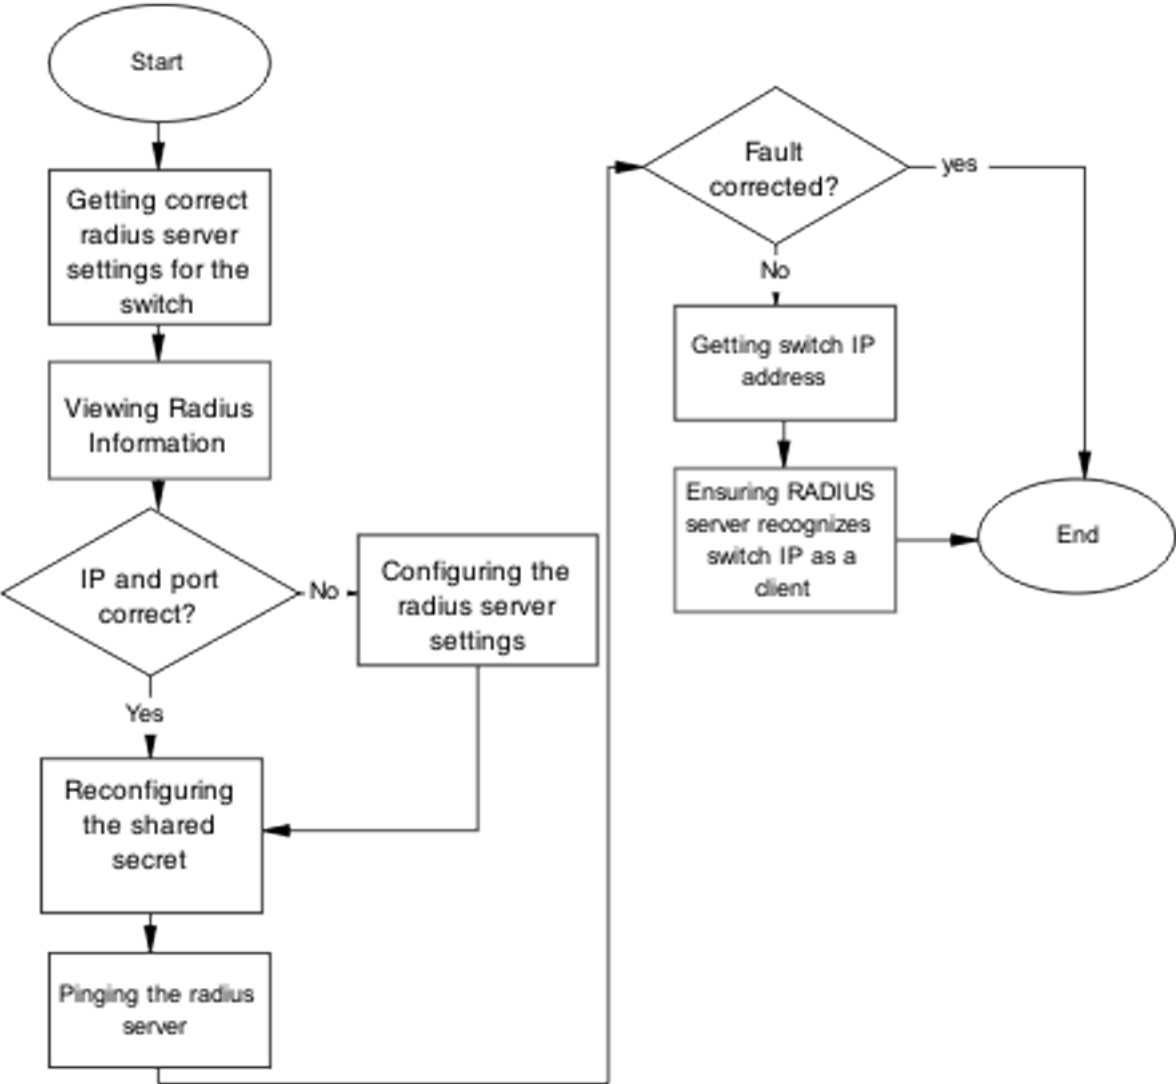 Start
Getting correct
radius server
settings for the
switch
Viewing Radius
Information
IP and port
correct?
No
Configuring the
radius server
settings
Yes
Reconfiguring
the shared
secret
Pinging the radius
server
Fault
corrected?
yes
No
Getting switch IP
address
Ensuring RADIUS
server recognizes
switch IP as a
client
End